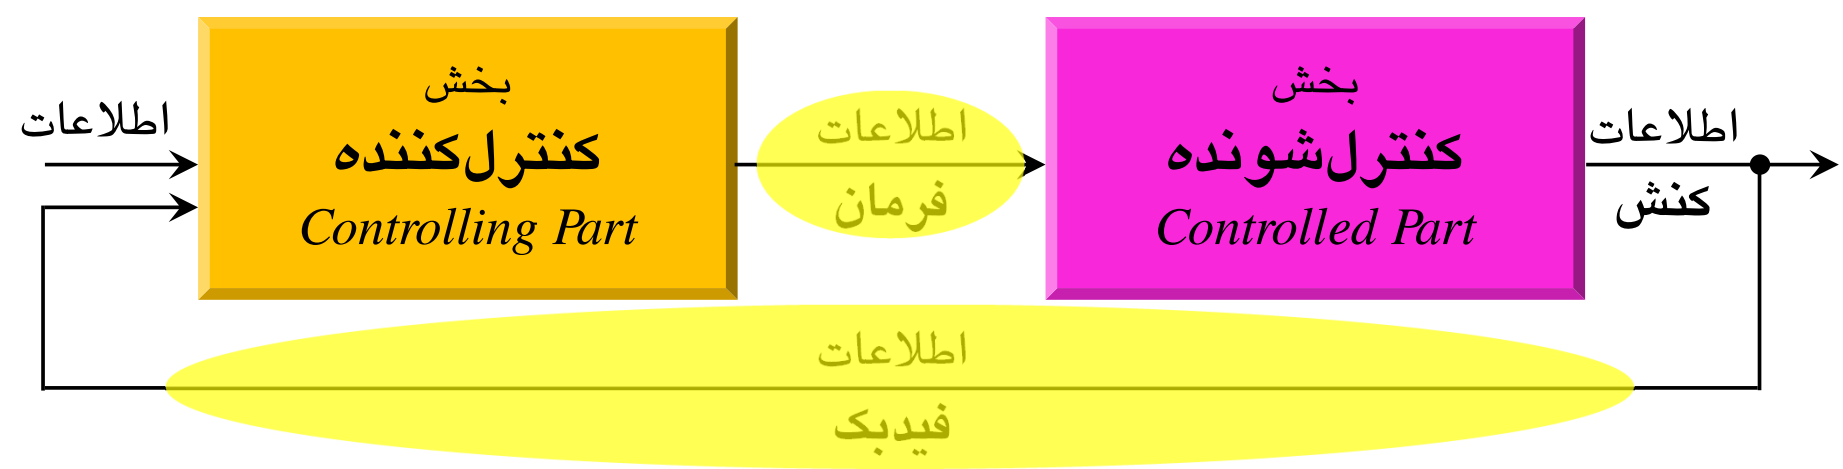 اطلاعات
بخش
کنترل‌کننده
Controlling Part
اطلاعات
فرمان
بخش
کنترل‌شونده
Controlled Part
اطلاعات
کنش
اطلاعات
فیدبک